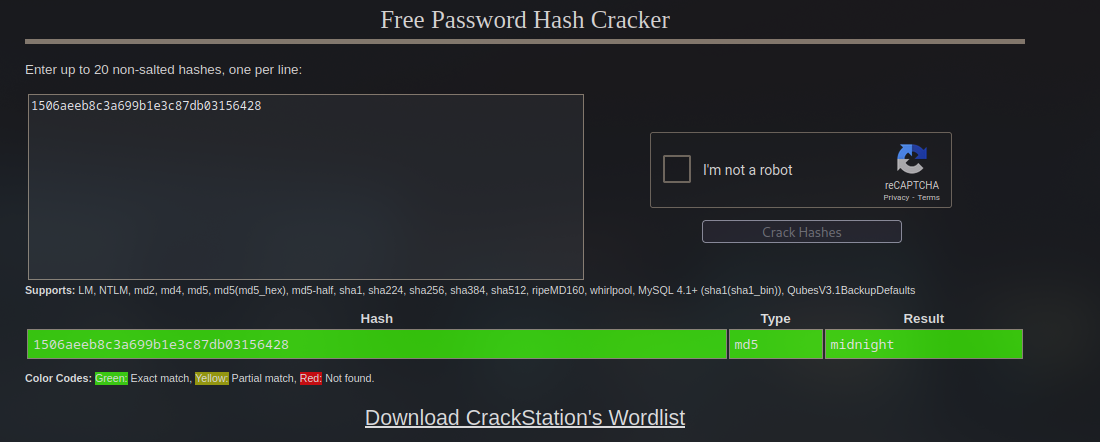 Free Password Hash Cracker
Enter up to 20 non-salted hashes, one per line:
1506aeeb8c3a699b1e3c87db03156428
I'm not a robot
reCAPTCHA
Privacy - Terms
Crack Hashes
Supports: LM, NTLM, md2, md4, md5, md5(md5_hex), md5-half, sha1, sha224, sha256, sha384, sha512, ripeMD160, whirlpool, MySQL 4.1+ (sha1(sha1_bin)), QubesV3.1BackupDefaults
Hash Type Result
1506aeeb8c3a699b1e3c87db03156428 md5 midnight
Color Codes: Green: Exact match, Yellow: Partial match, Red: Not found.
Download CrackStation's Wordlist